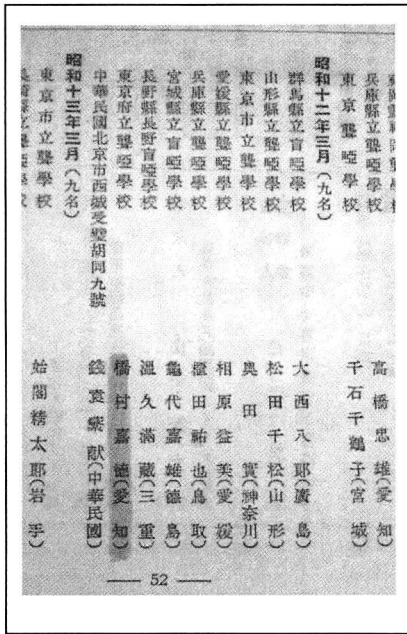 兵庫縣立聾啞學校 高橋忠雄(愛知)
東京聾啞學校 千石千鶴子(宮城)
昭和十二年三月(九名)
群馬縣立盲啞學校 大西八郎(廣島)
山形縣立聾啞學校 松田千松(山形)
東京市立聾學校 奥田實(神奈川)
愛媛縣立盲啞學校 相原益美(愛媛)
兵庫縣立聾啞學校 田祐也(鳥取)
宮城縣立盲啞學校 龜代嘉雄(德島)
長野縣長野盲啞學校 久滿藏(三重)
東京府立聾啞學校 橋村嘉德(愛知)
中華民國北京市西城受壁胡同九號 錢袁獻(中華民國)
昭和十三年三月(九名)
東京市立聾學校 始閣精太郎(岩手)
52